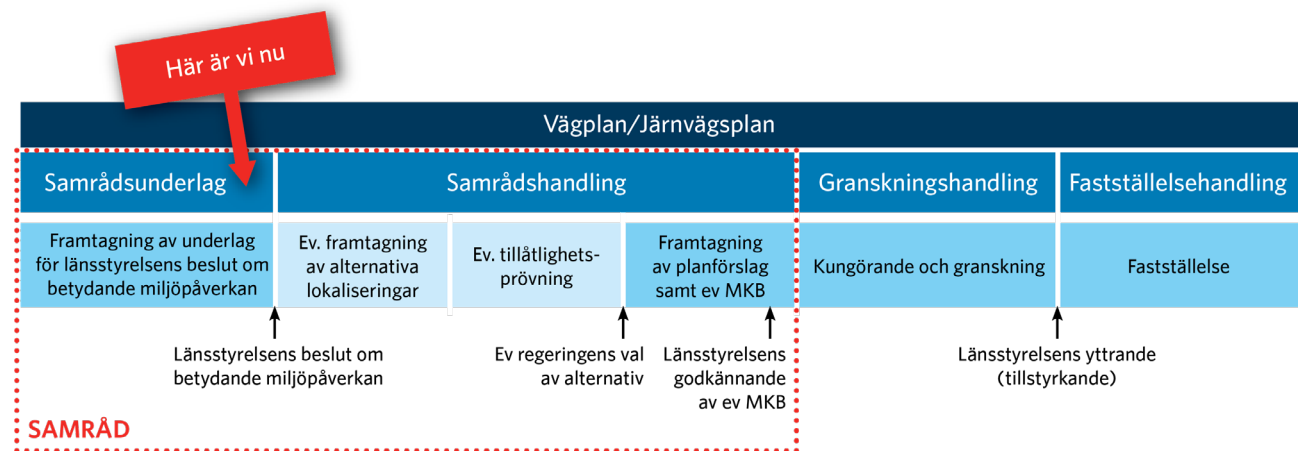 Här är vi nu
Vägplan/Järnvägsplan
Samrådsunderlag
Samrådshandling
Granskningshandling
Fastställelsehandling
Framtagning av underlag
för länsstyrelsens beslut om
betydande miljöpåverkan
Ev. framtagning
av alternativa
lokaliseringar
Ev. tillåtlighets-
prövning
Framtagning
av planförslag
samt ev MKB
Kungörande och granskning
Fastställelse
Länsstyrelsens beslut om
betydande miljöpåverkan
Ev regeringens val
av alternativ
Länsstyrelsens
godkännande
av ev MKB
Länsstyrelsens yttrande
(tillstyrkande)
SAMRÅD